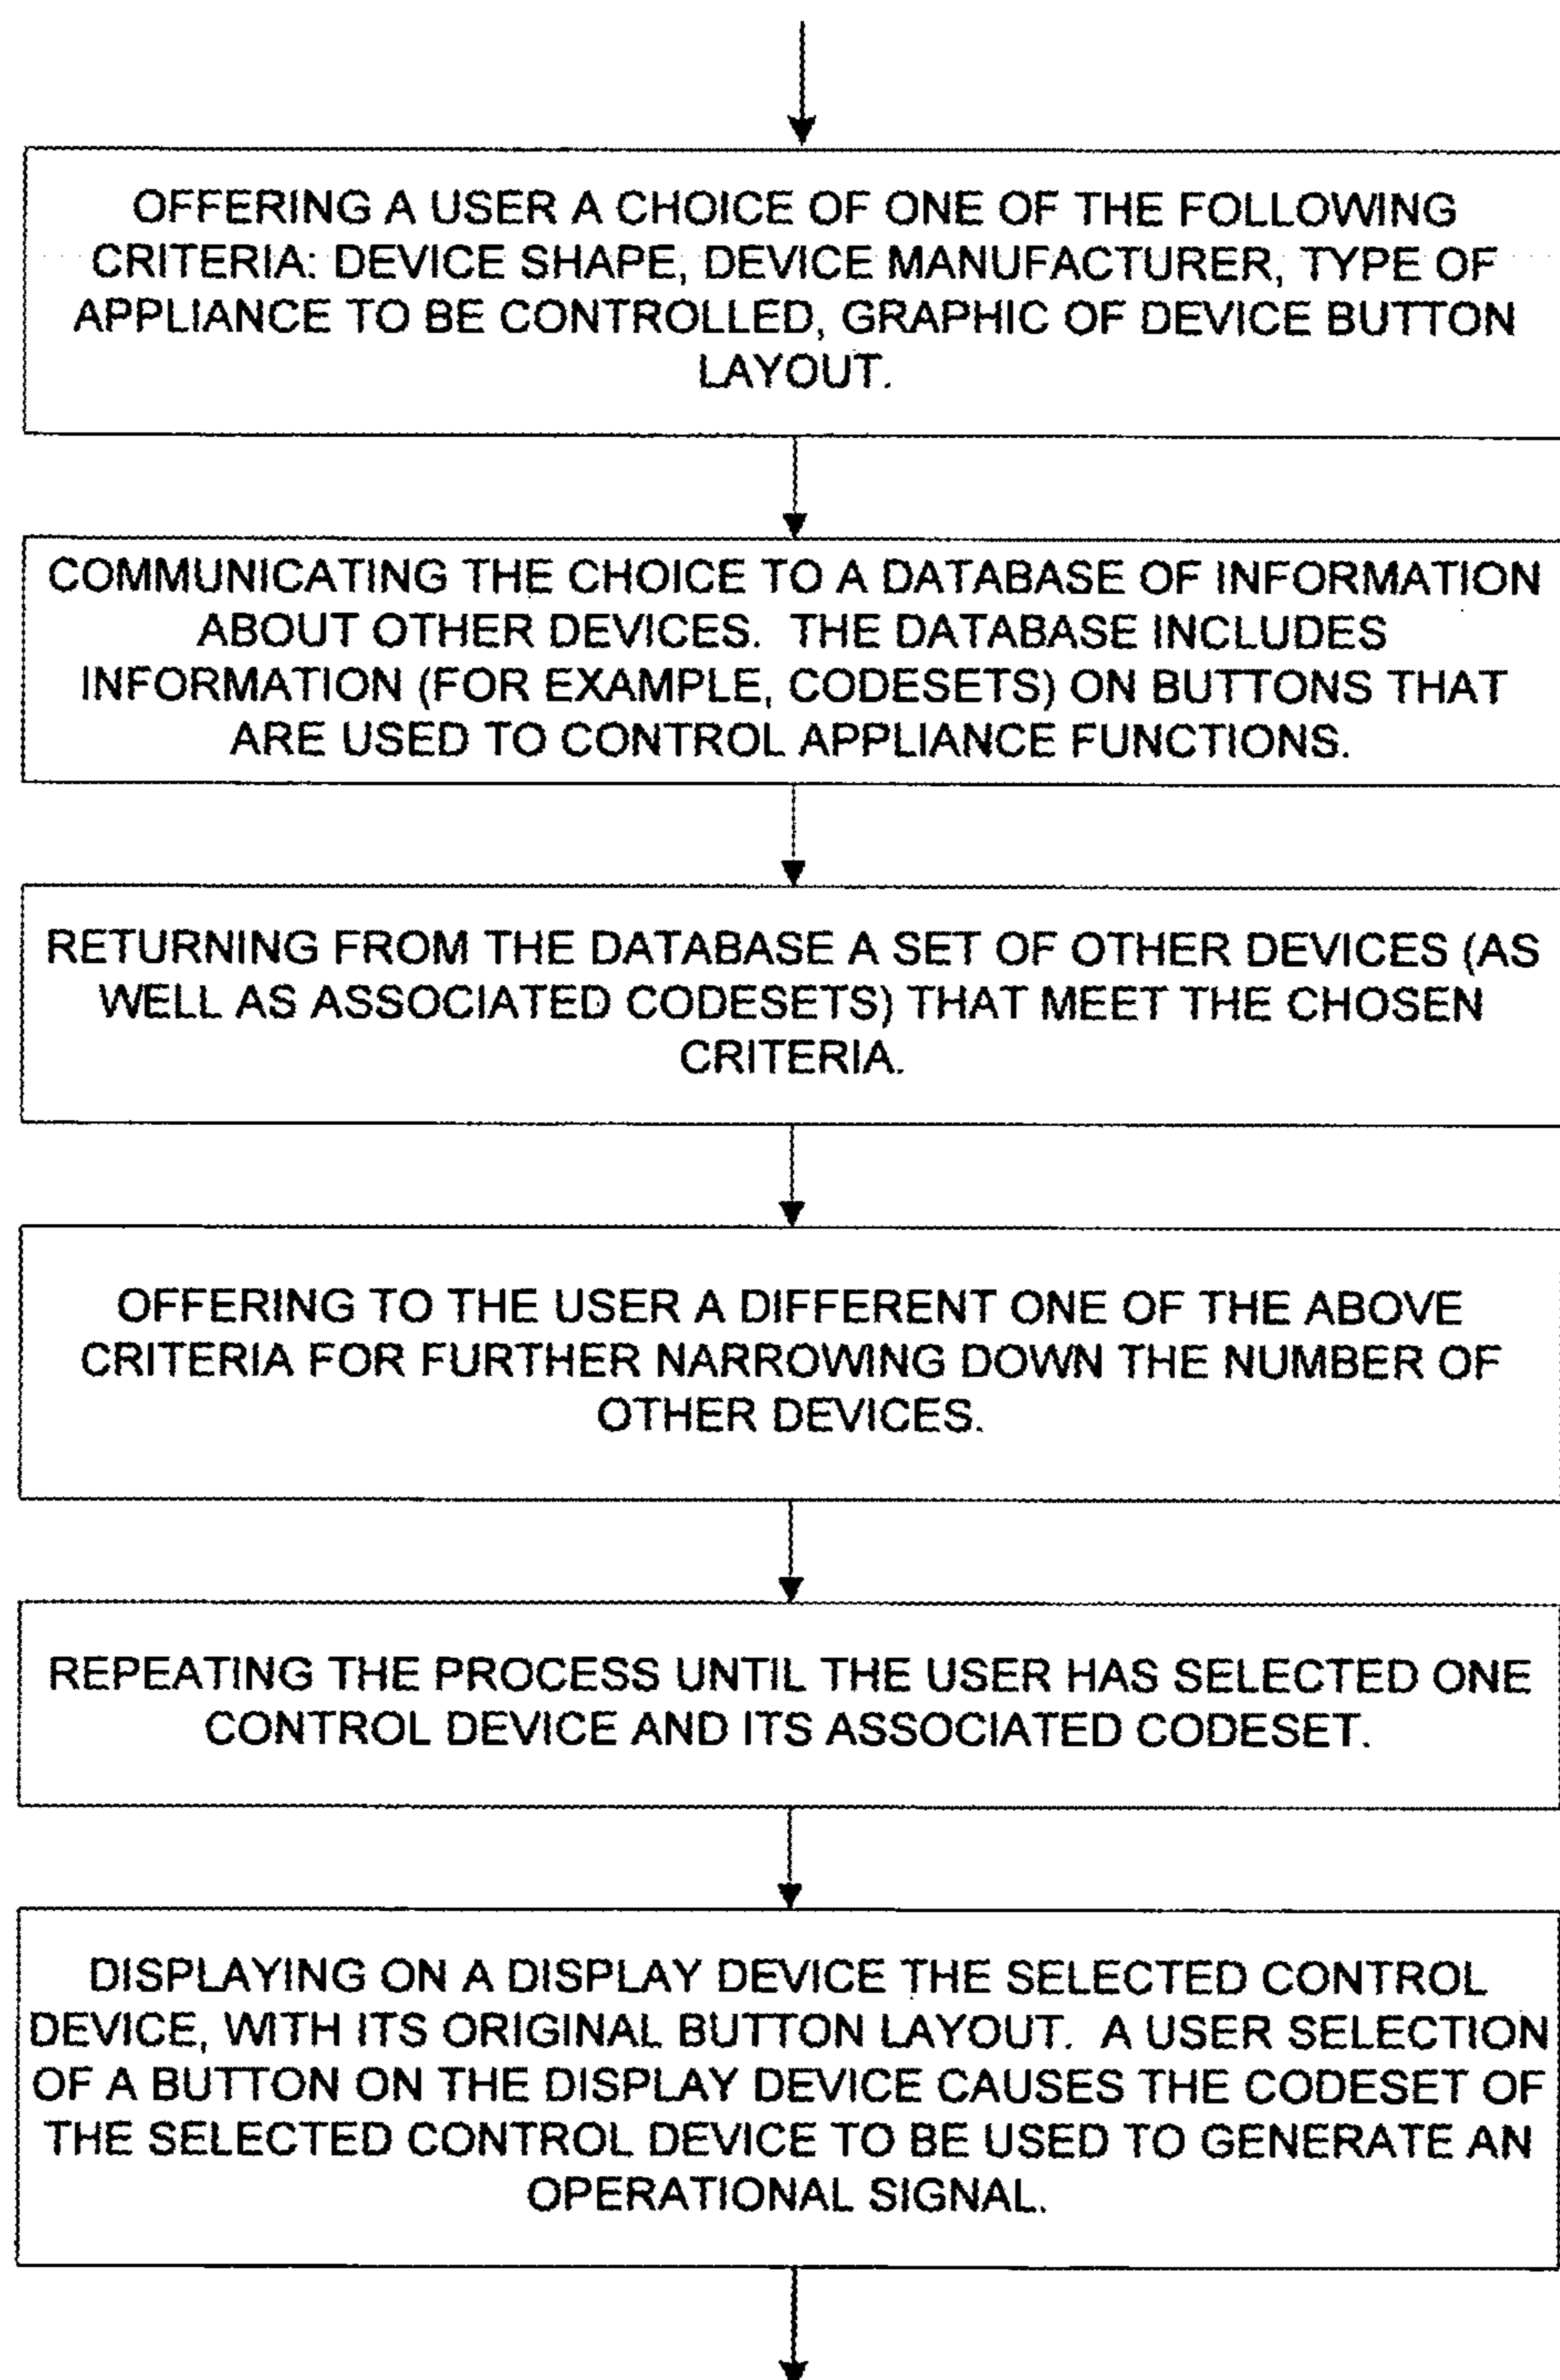 OFFERING A USER A CHOICE OF ONE OF THE FOLLOWING
CRITERIA: DEVICE SHAPE, DEVICE MANUFACTURER, TYPE OF
APPLIANCE TO BE CONTROLLED, GRAPHIC OF DEVICE BUTTON
LAYOUT.
COMMUNICATING THE CHOICE TO A DATABASE OF INFORMATION
ABOUT OTHER DEVICES. THE DATABASE INCLUDES
INFORMATION (FOR EXAMPLE, CODESETS) ON BUTTONS THAT
ARE USED TO CONTROL APPLIANCE FUNCTIONS.
RETURNING FROM THE DATABASE A SET OF OTHER DEVICES (AS
WELL AS ASSOCIATED CODESETS) THAT MEET THE CHOSEN
CRITERIA.
OFFERING TO THE USER A DIFFERENT ONE OF THE ABOVE
CRITERIA FOR FURTHER NARROWING DOWN THE NUMBER OF
OTHER DEVICES.
REPEATING THE PROCESS UNTIL THE USER HAS SELECTED ONE
CONTROL DEVICE AND ITS ASSOCIATED CODESET.
DISPLAYING ON A DISPLAY DEVICE THE SELECTED CONTROL
DEVICE, WITH ITS ORIGINAL BUTTON LAYOUT. A USER SELECTION
OF A BUTTON ON THE DISPLAY DEVICE CAUSES THE CODESET OF
THE SELECTED CONTROL DEVICE TO BE USED TO GENERATE AN
OPERATIONAL SIGNAL.